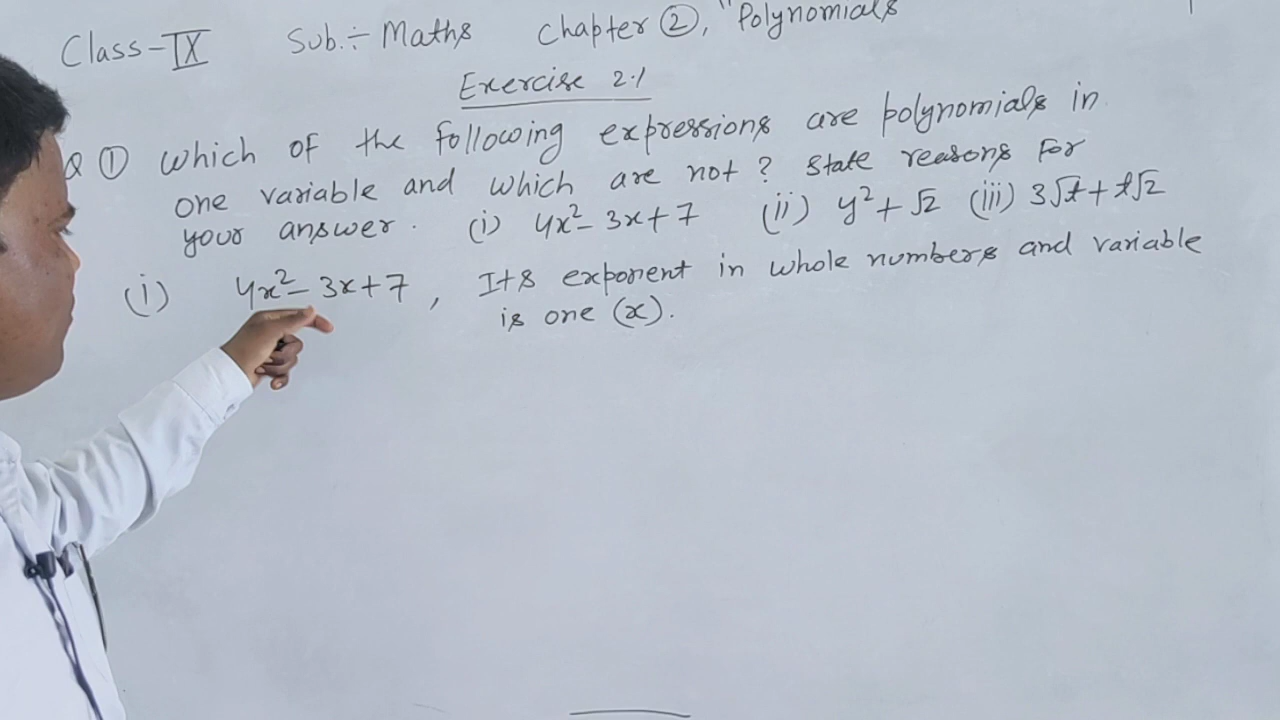 Class-IX Sub.:- Maths Chapter ②, "Polynomials
Exercise 2.1
Q ① Which of the following expressions are polynomials in
one variable and which are not? State reasons for
your answer. (i) 4x²-3x+7 (ii) y²+√2 (iii) 3√t+t√2
(i) 4x²-3x+7, Its exponent in whole numbers and variable
is one (x).